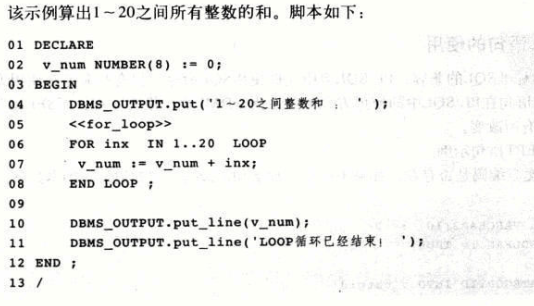 该示例算出1~20之间所有整数的和。脚本如下:
01 DECLARE
02 v_num NUMBER(8) := 0;
03 BEGIN
04 DBMS_OUTPUT.put('1~20之间整数和 : ' );
05 <<for_loop>>
06 FOR inx IN 1..20 LOOP
07 v_num := v_num + inx;
08 END LOOP ;
09
10 DBMS_OUTPUT.put_line(v_num);
11 DBMS_OUTPUT.put_line('LOOP循环已经结束! ');
12 END ;
13 /